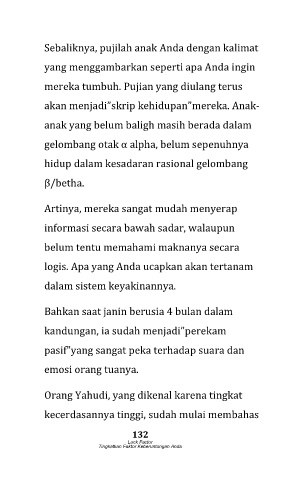 Sebaliknya, pujilah anak Anda dengan kalimat
yang menggambarkan seperti apa Anda ingin
mereka tumbuh. Pujian yang diulang terus
akan menjadi“skrip kehidupan”mereka. Anak-
anak yang belum baligh masih berada dalam
gelombang otak α alpha, belum sepenuhnya
hidup dalam kesadaran rasional gelombang
β/betha.
Artinya, mereka sangat mudah menyerap
informasi secara bawah sadar, walaupun
belum tentu memahami maknanya secara
logis. Apa yang Anda ucapkan akan tertanam
dalam sistem keyakinannya.
Bahkan saat janin berusia 4 bulan dalam
kandungan, ia sudah menjadi“perekam
pasif”yang sangat peka terhadap suara dan
emosi orang tuanya.
Orang Yahudi, yang dikenal karena tingkat
kecerdasannya tinggi, sudah mulai membahas
132
Luck Factor
Tingkatkan Faktor Keberuntungan Anda